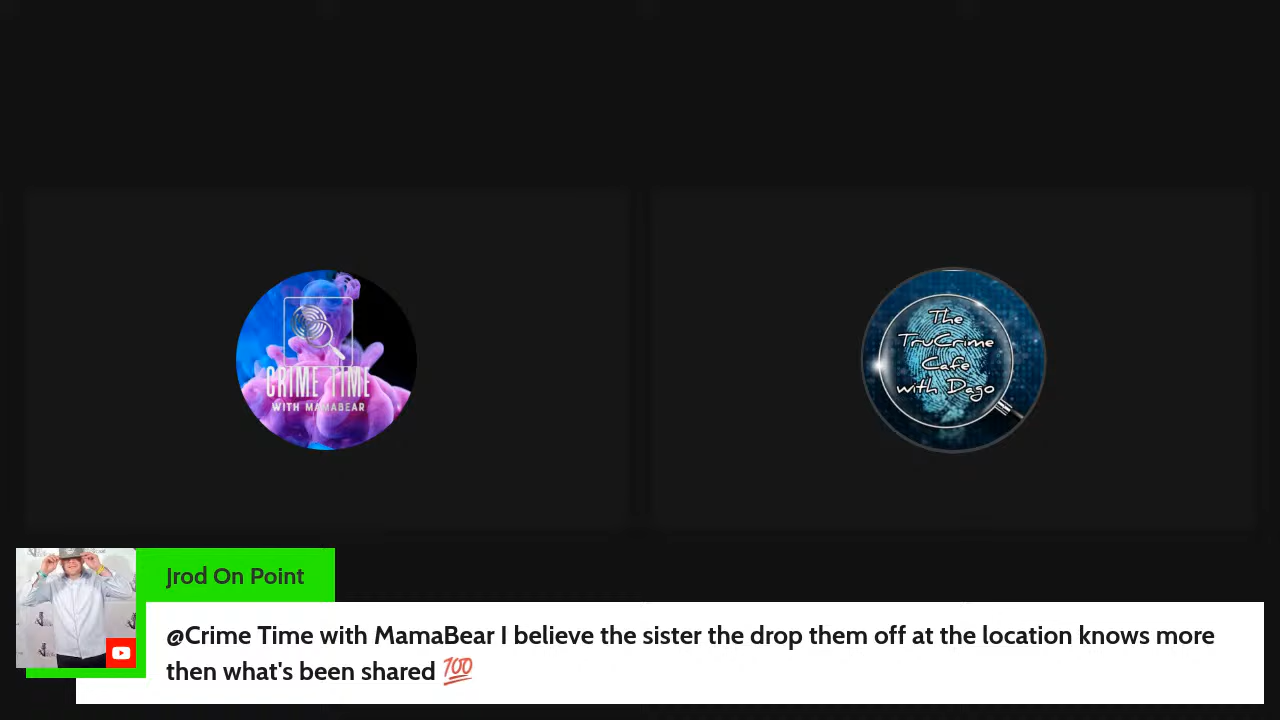 CRIME TIME
WITH MAMABEAR
The
TruCrime
Cafe
with Dago
Jrod On Point
@Crime Time with MamaBear I believe the sister the drop them off at the location knows more
then what's been shared 💯